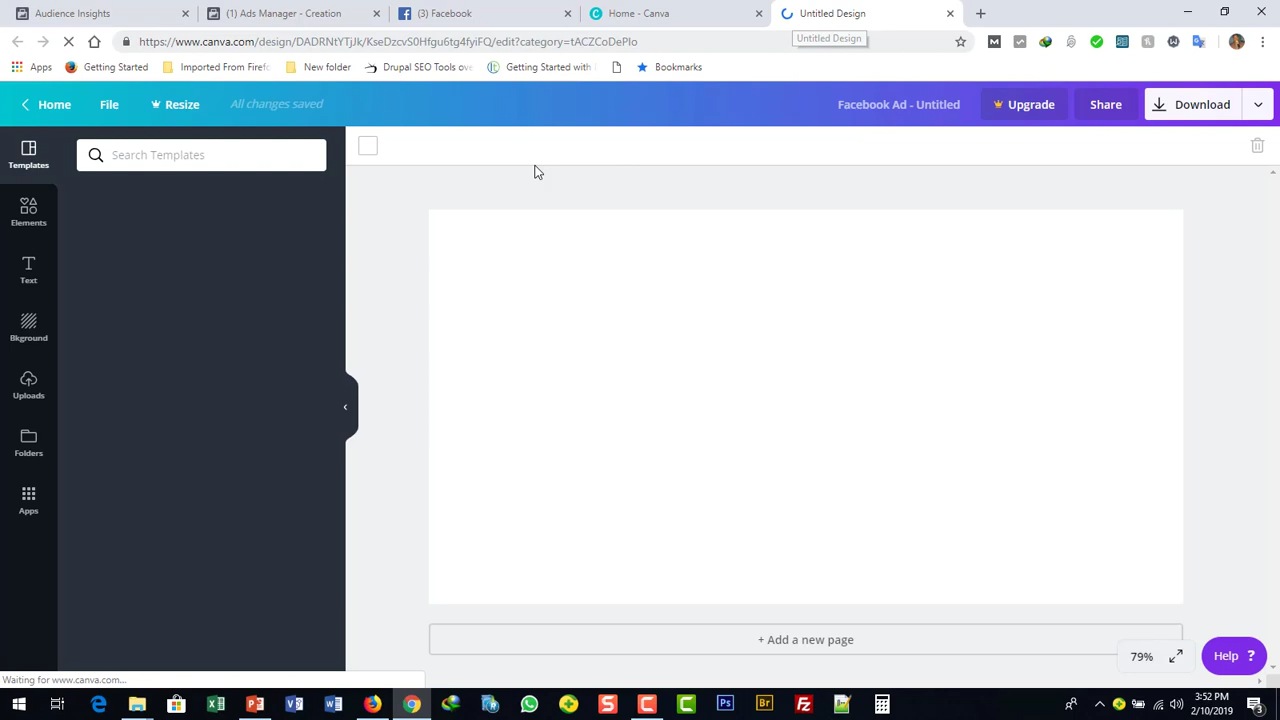 Audience Insights
(1) Ads Manager - Creation
(3) Facebook
Home - Canva
Untitled Design
Untitled Design
https://www.canva.com/design/DADRNtYTjJk/KseDzcvS0Hfgu6tg4fyiFQ/edit?category=tACZCoDePIo
Apps
Getting Started
Imported From Firefo
New folder
Drupal SEO Tools ove
Getting Started with
Bookmarks
Home
File
Resize
All changes saved
Facebook Ad - Untitled
Upgrade
Share
Download
Templates
Search Templates
Elements
Text
Bkground
Uploads
Folders
Apps
+ Add a new page
79%
Help ?
Waiting for www.canva.com...
3:52 PM
2/10/2019